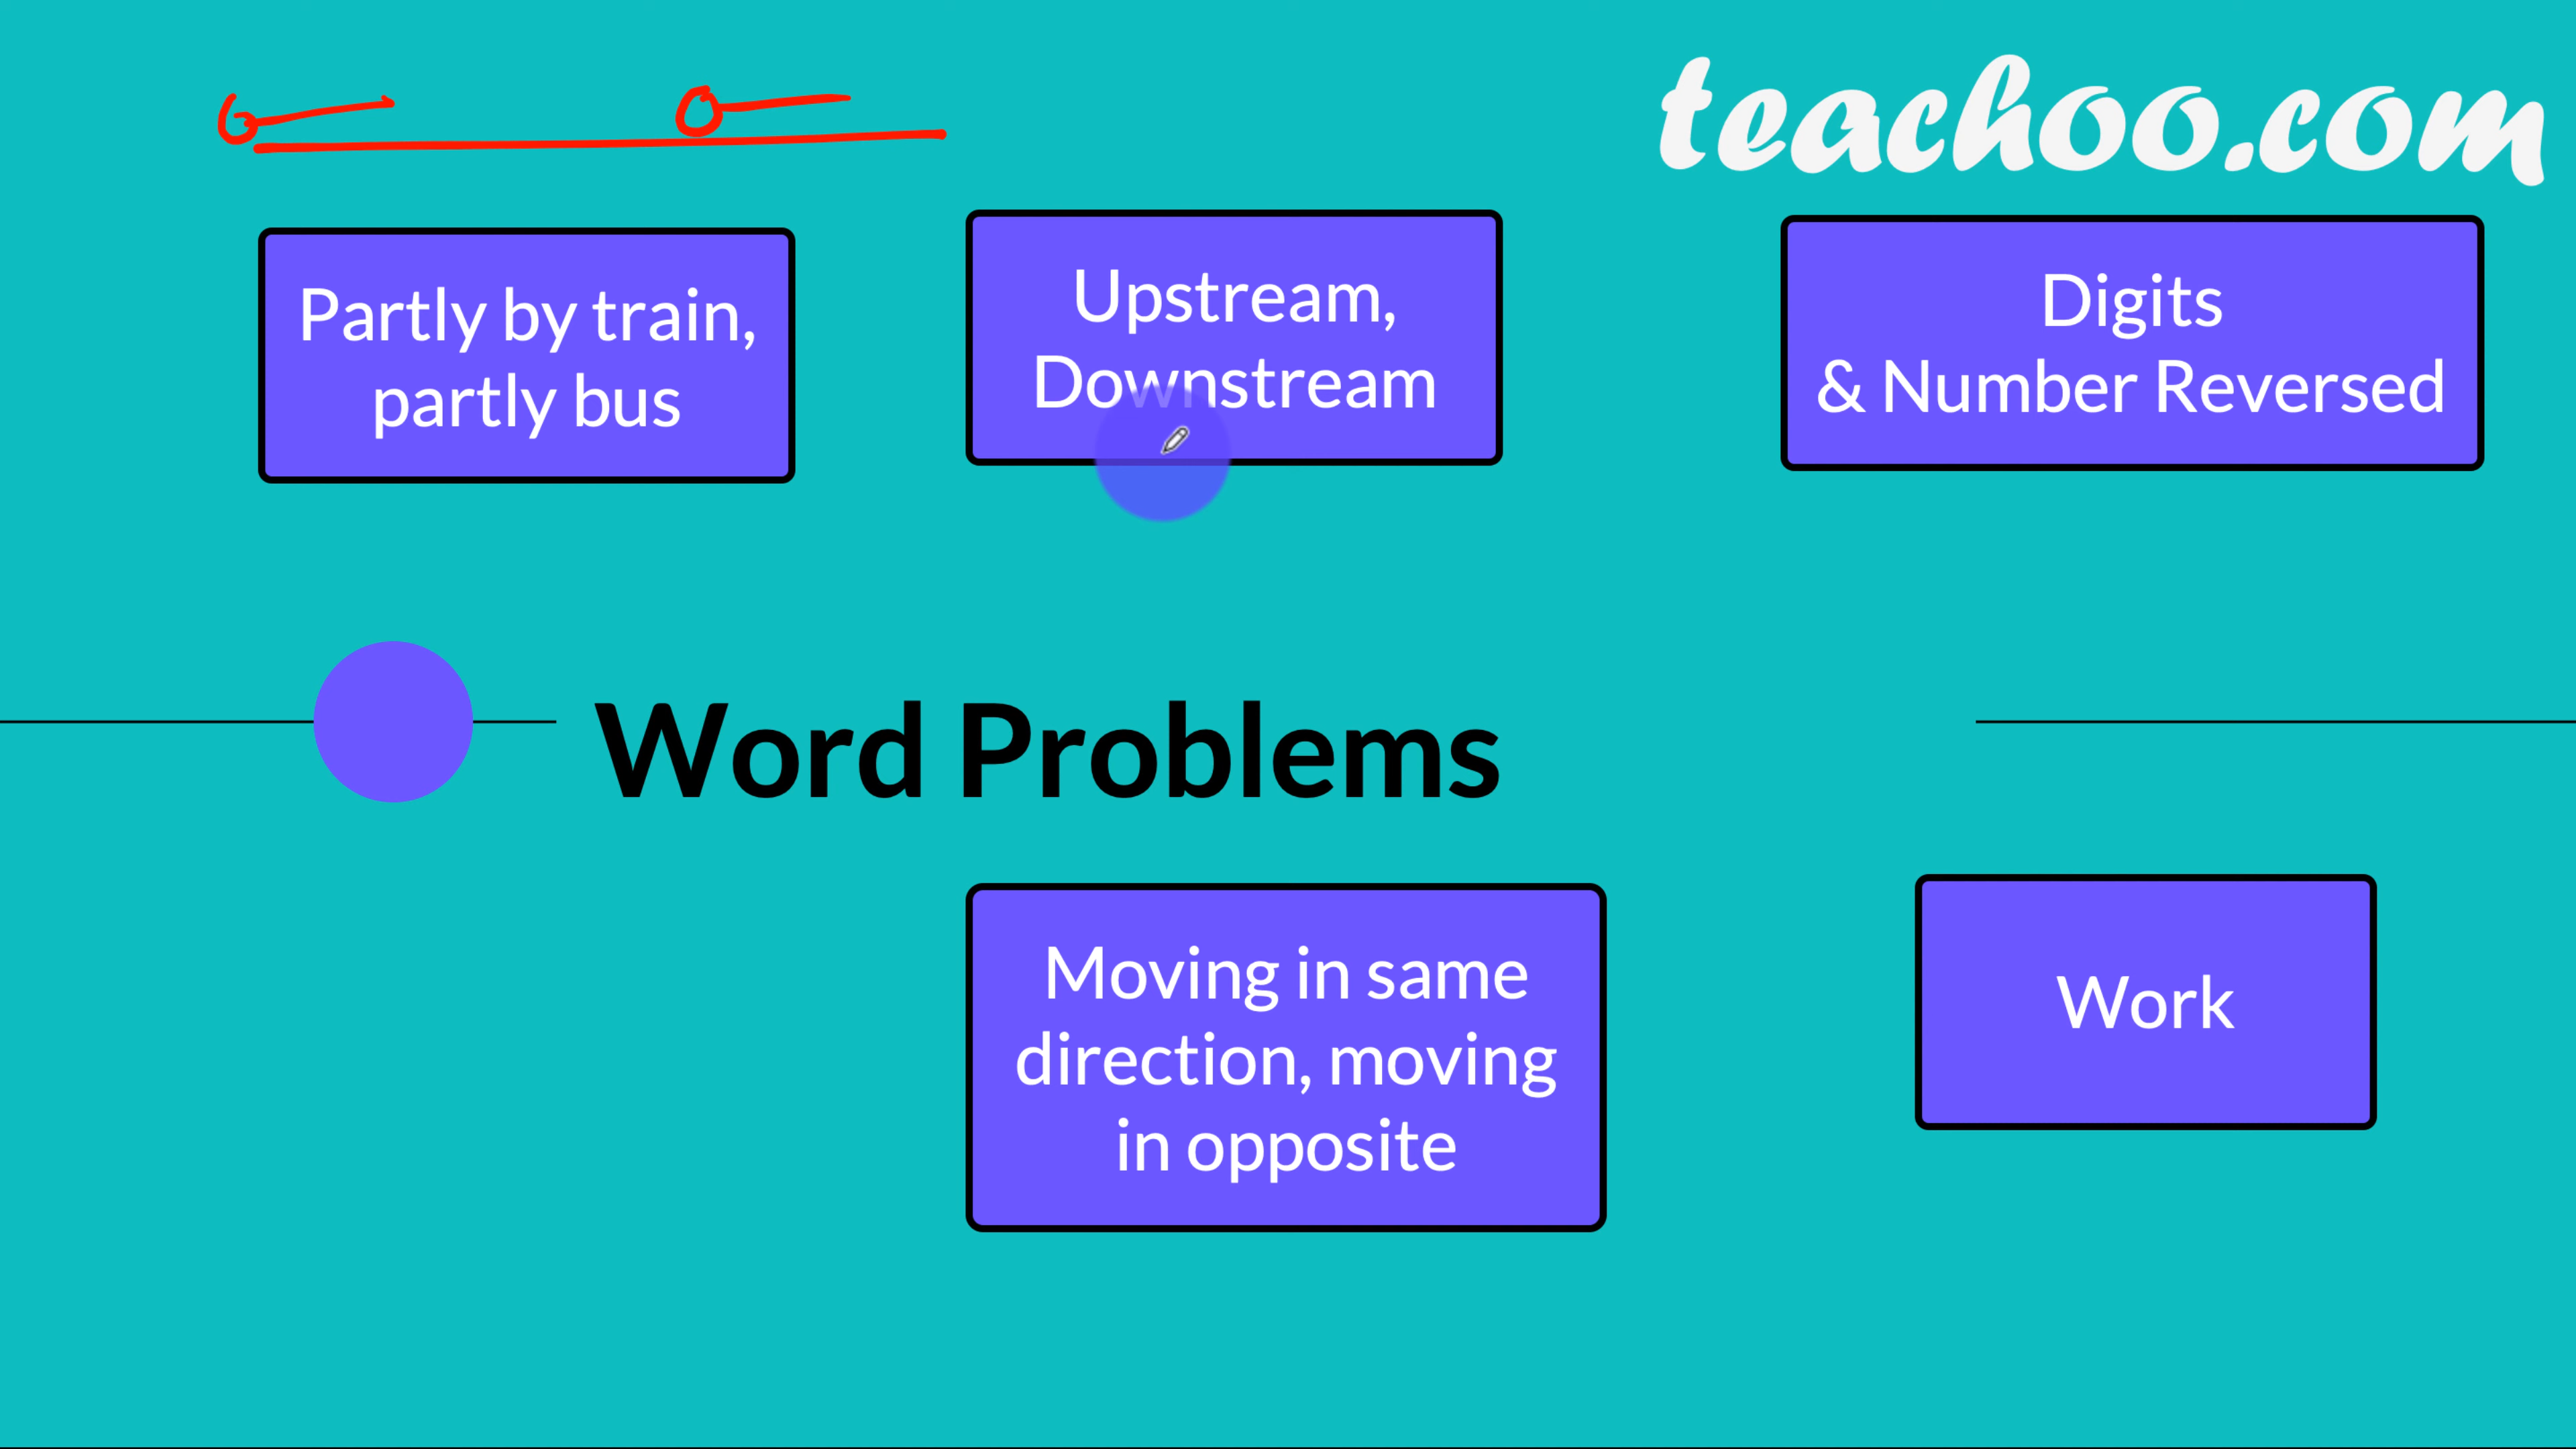 teachoo.com
Partly by train,
partly bus
Upstream,
Downstream
Digits
& Number Reversed
Word Problems
Moving in same
direction, moving
in opposite
Work